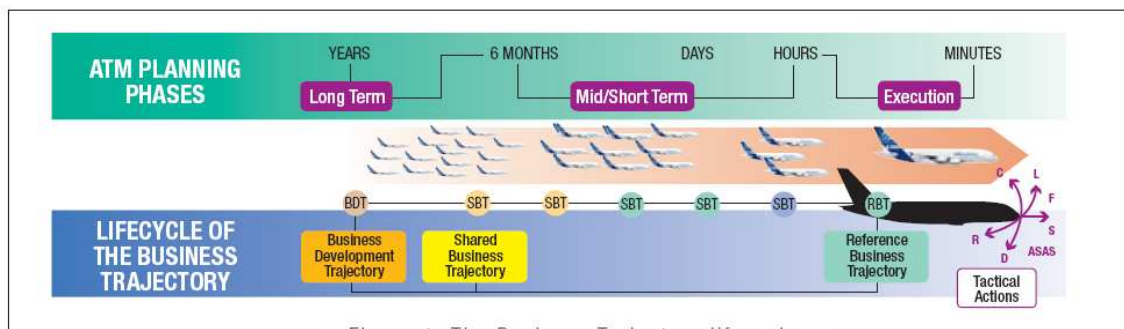 ATM PLANNING
PHASES
YEARS
6 MONTHS
DAYS
HOURS
MINUTES
Long Term
Mid/Short Term
Execution
BDT
SBT
SBT
SBT
SBT
SBT
RBT
C
L
F
S
R
D
ASAS
LIFECYCLE OF
THE BUSINESS
TRAJECTORY
Business
Development
Trajectory
Shared
Business
Trajectory
Reference
Business
Trajectory
Tactical
Actions